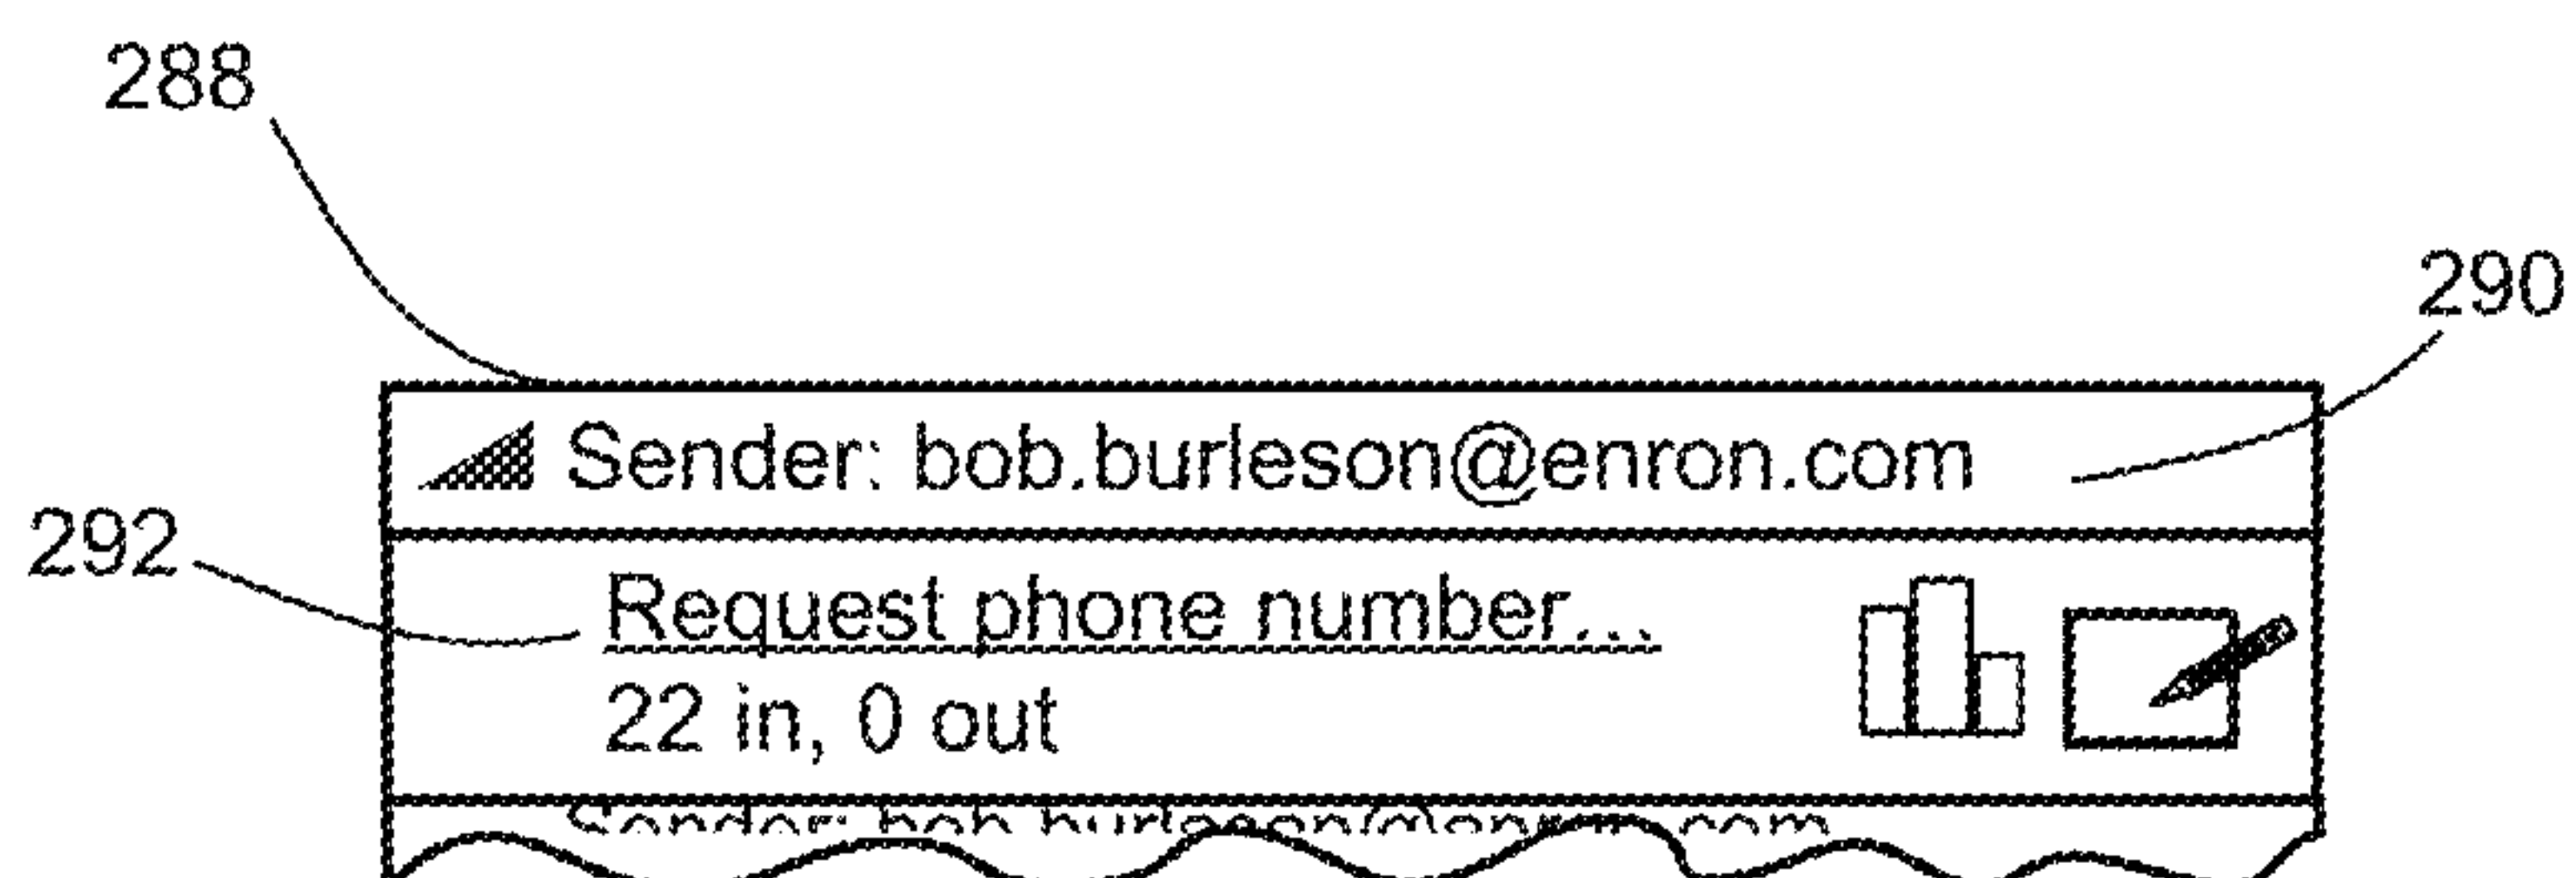 288
290
Sender: bob.burleson@enron.com
292
Request phone number...
22 in, 0 out